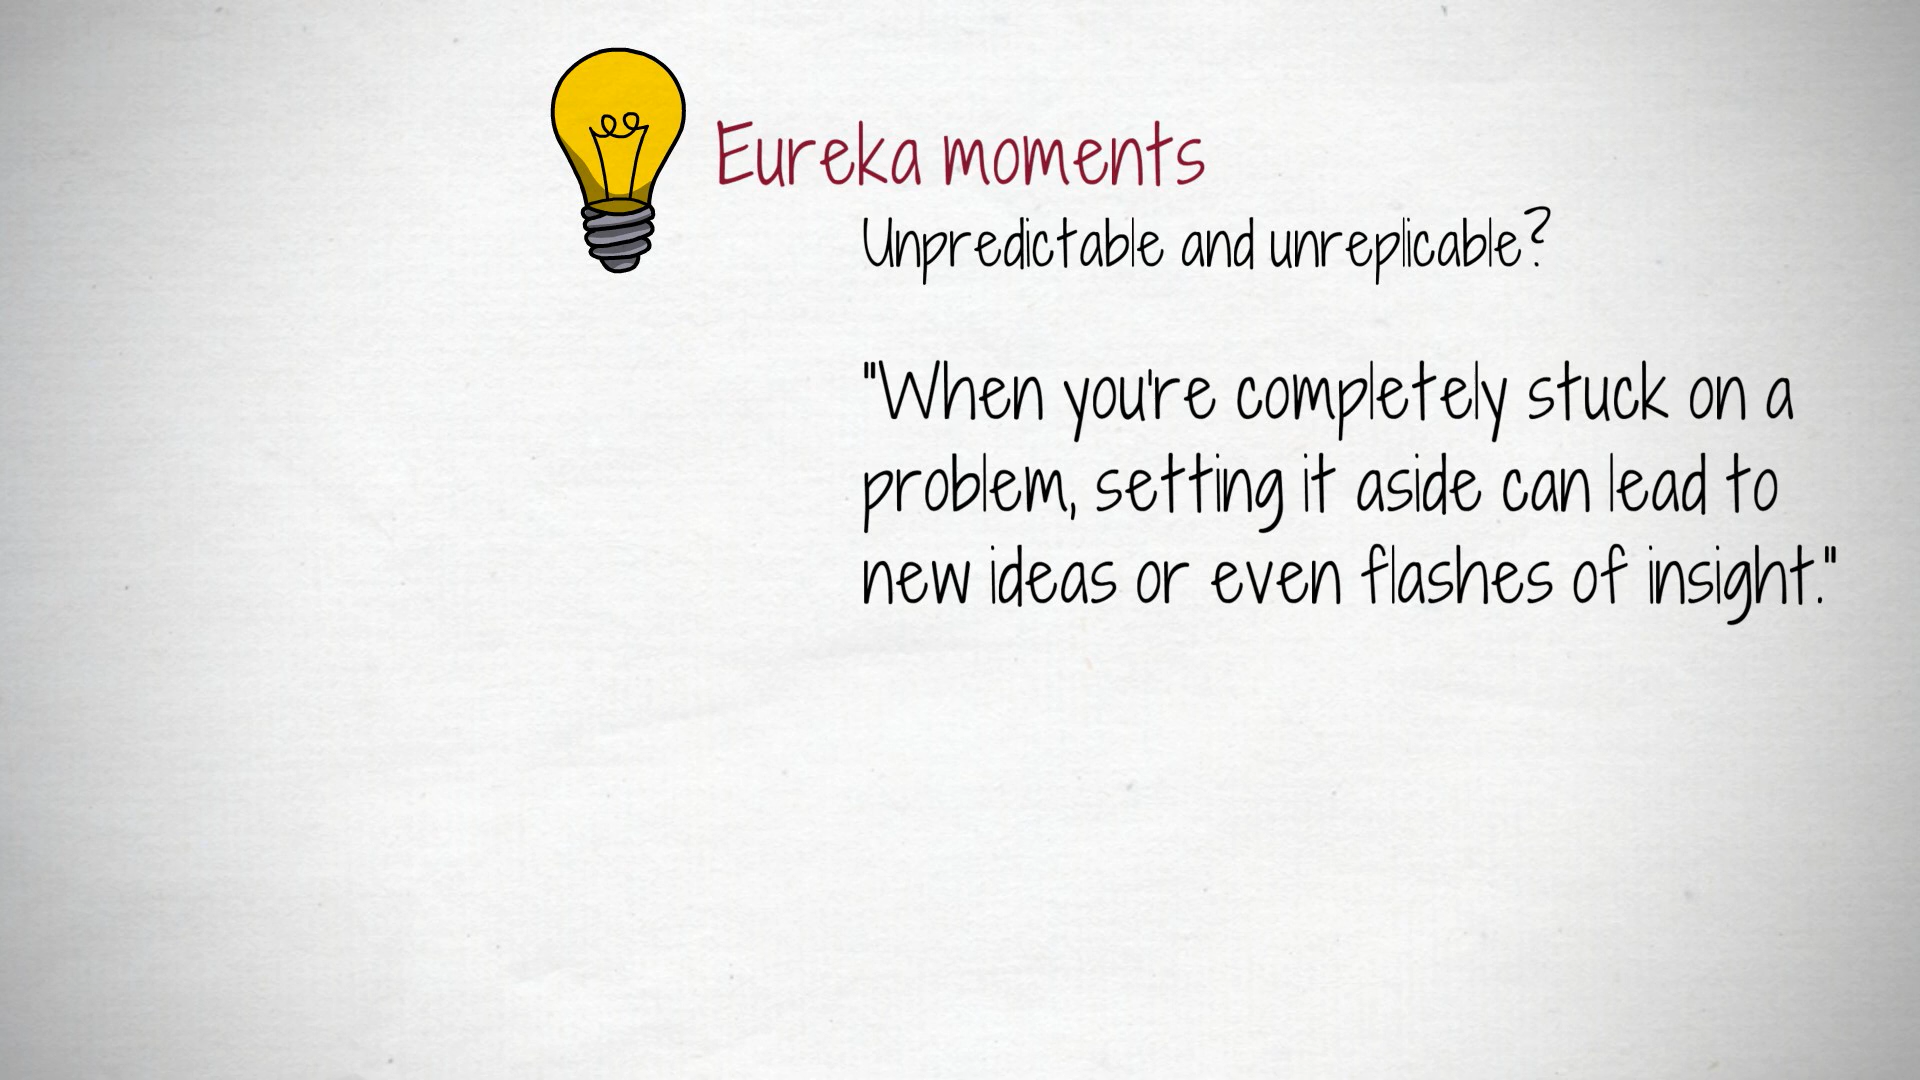 Eureka moments
Unpredictable and unreplicable?
"When you're completely stuck on a
problem, setting it aside can lead to
new ideas or even flashes of insight."